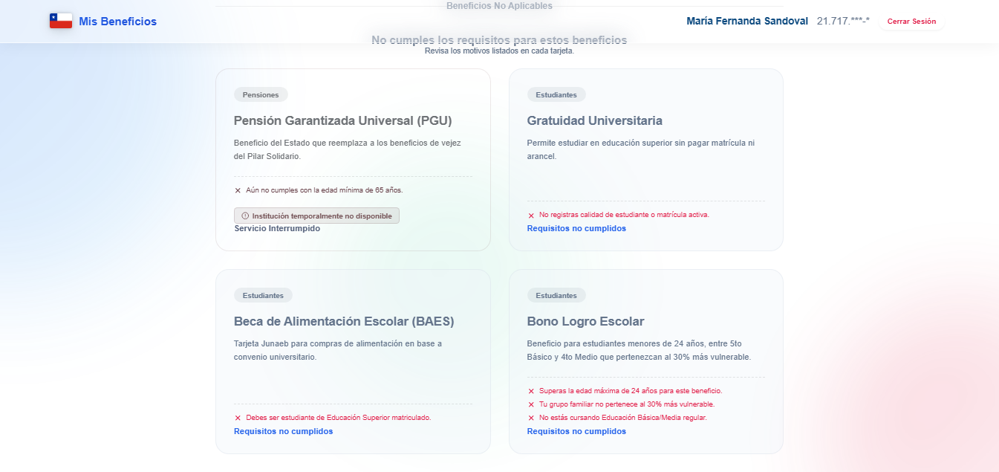 Beneficios No Aplicables
Mis Beneficios
María Fernanda Sandoval 21.717.***-* Cerrar Sesión
No cumples los requisitos para estos beneficios
Revisa los motivos listados en cada tarjeta.
Pensiones
Pensión Garantizada Universal (PGU)
Beneficio del Estado que reemplaza a los beneficios de vejez
del Pilar Solidario.
Aún no cumples con la edad mínima de 65 años.
Institución temporalmente no disponible
Servicio Interrumpido
Estudiantes
Gratuidad Universitaria
Permite estudiar en educación superior sin pagar matrícula ni
arancel.
No registras calidad de estudiante o matrícula activa.
Requisitos no cumplidos
Estudiantes
Beca de Alimentación Escolar (BAES)
Tarjeta Junaeb para compras de alimentación en base a
convenio universitario.
Debes ser estudiante de Educación Superior matriculado.
Requisitos no cumplidos
Estudiantes
Bono Logro Escolar
Beneficio para estudiantes menores de 24 años, entre 5to
Básico y 4to Medio que pertenezcan al 30% más vulnerable.
Superas la edad máxima de 24 años para este beneficio.
Tu grupo familiar no pertenece al 30% más vulnerable.
No estás cursando Educación Básica/Media regular.
Requisitos no cumplidos